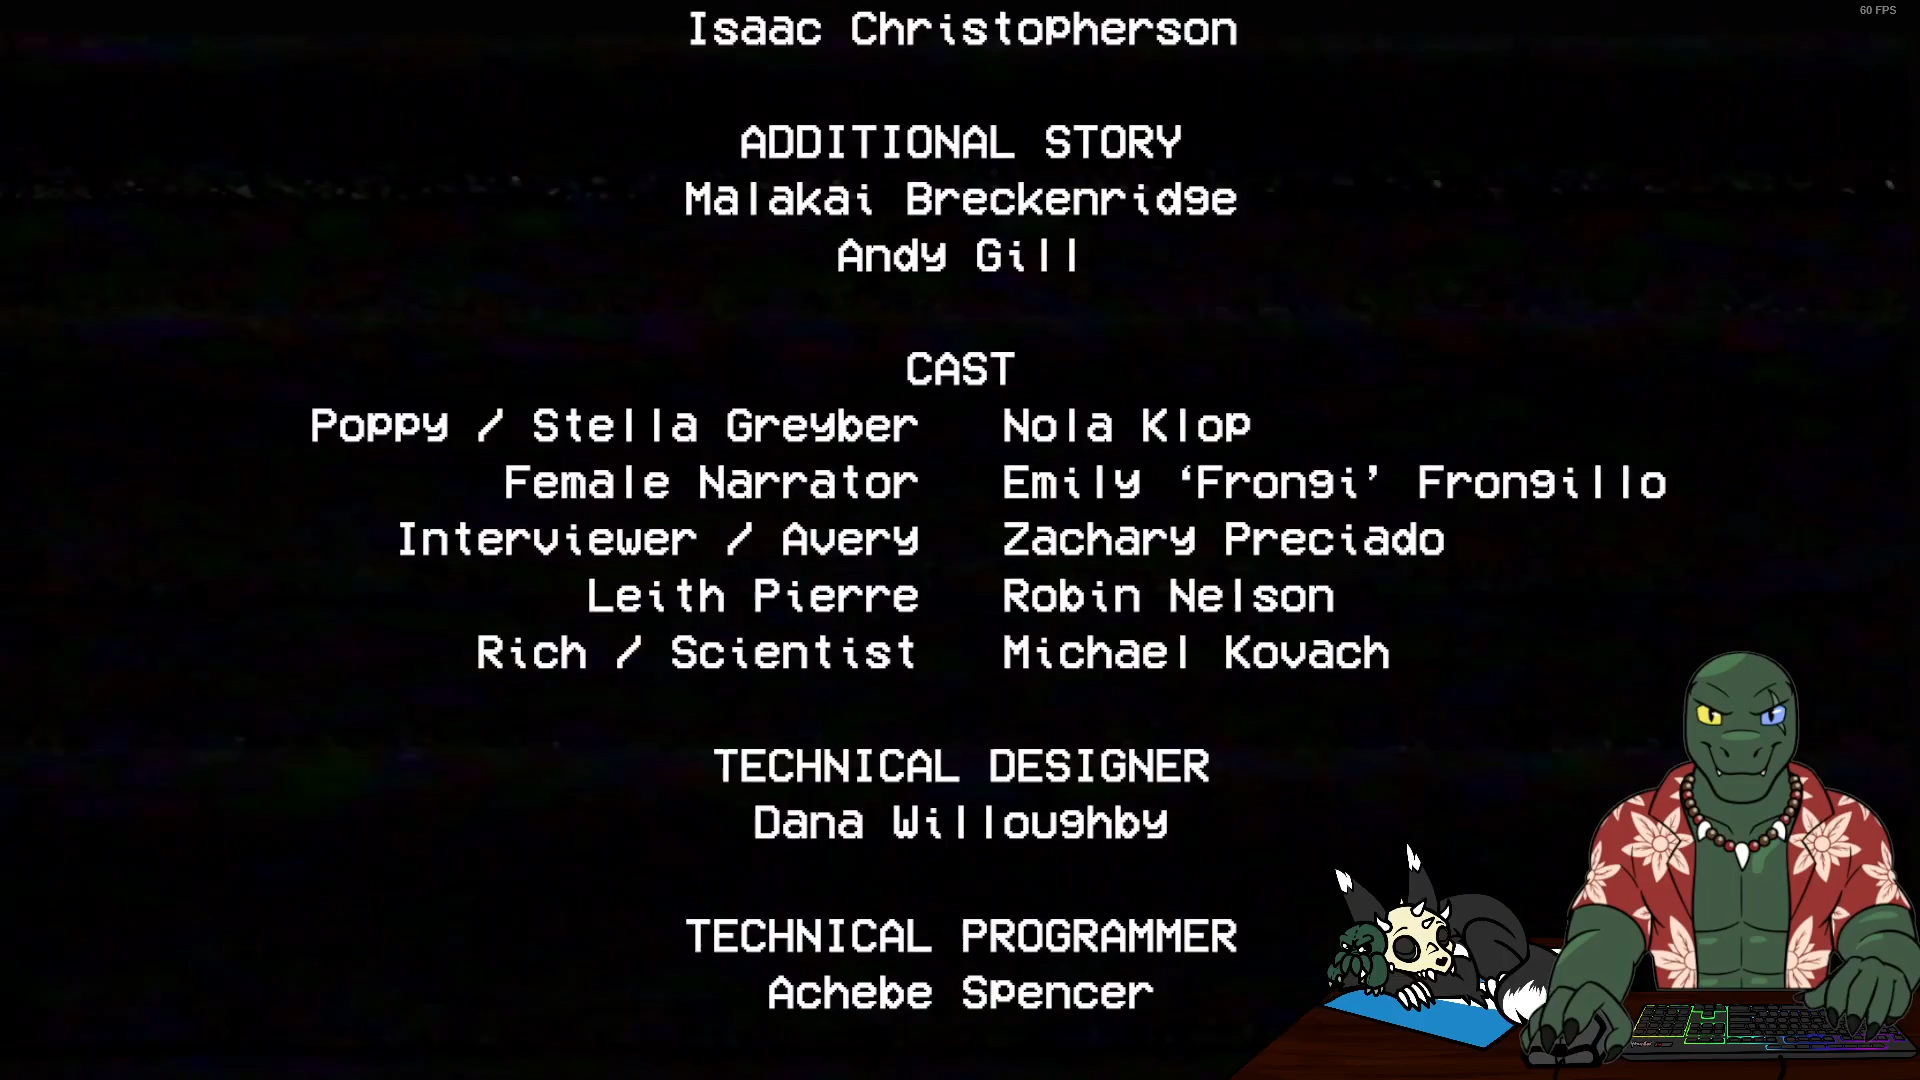 60 FPS
Isaac Christopherson
ADDITIONAL STORY
Malakai Breckenridge
Andy Gill
CAST
Poppy / Stella Greyber Nola Klop
Female Narrator Emily ‘Frongi’ Frongillo
Interviewer / Avery Zachary Preciado
Leith Pierre Robin Nelson
Rich / Scientist Michael Kovach
TECHNICAL DESIGNER
Dana Willoughby
TECHNICAL PROGRAMMER
Achebe Spencer